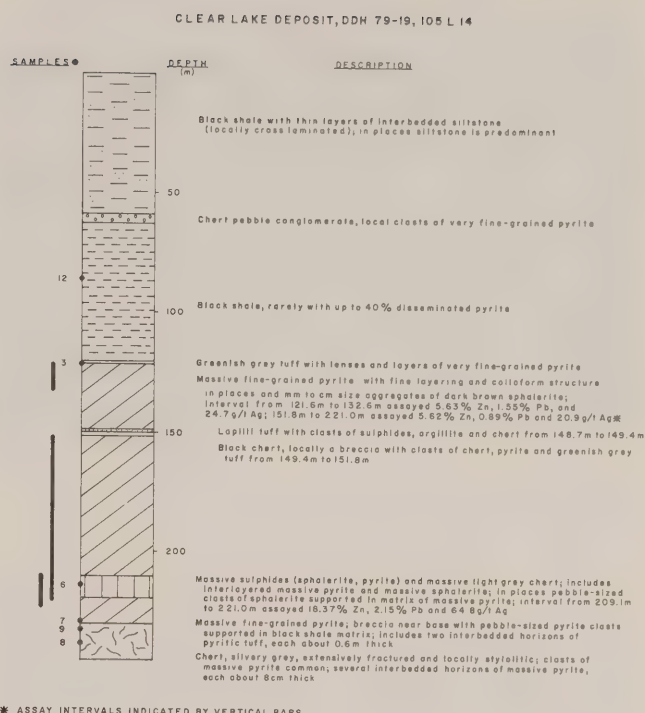 CLEAR LAKE DEPOSIT, DDH 79-19, 105 L 14
SAMPLES ●
DEPTH
(m)
DESCRIPTION
Black shale with thin layers of interbedded siltstone
(locally cross laminated); in places siltstone is predominant
50
Chert pebble conglomerate, local clasts of very fine-grained pyrite
12
100
Black shale, rarely with up to 40% disseminated pyrite
3
Greenish grey tuff with lenses and layers of very fine-grained pyrite
Massive fine-grained pyrite with fine layering and colloform structure
in places and mm to cm size aggregates of dark brown sphalerite;
interval from 121.6m to 132.6m assayed 5.63% Zn, 1.55% Pb, and
24.7g/t Ag; 151.8m to 221.0m assayed 5.62% Zn, 0.89% Pb and 20.9g/t Ag✱
150
Lapilli tuff with clasts of sulphides, argillite and chert from 148.7m to 149.4m
Black chert, locally a breccia with clasts of chert, pyrite and greenish grey
tuff from 149.4m to 151.8m
200
6
Massive sulphides (sphalerite, pyrite) and massive light grey chert; includes
interlayered massive pyrite and massive sphalerite; in places pebble-sized
clasts of sphalerite supported in matrix of massive pyrite; interval from 209.1m
to 221.0m assayed 18.37% Zn, 2.15% Pb and 64.8g/t Ag
7
Massive fine-grained pyrite; breccia near base with pebble-sized pyrite clasts
9
supported in black shale matrix; includes two interbedded horizons of
pyritic tuff, each about 0.6m thick
8
Chert, silvery grey, extensively fractured and locally stylolitic; clasts of
massive pyrite common; several interbedded horizons of massive pyrite,
each about 8cm thick
✱ ASSAY INTERVALS INDICATED BY VERTICAL BARS